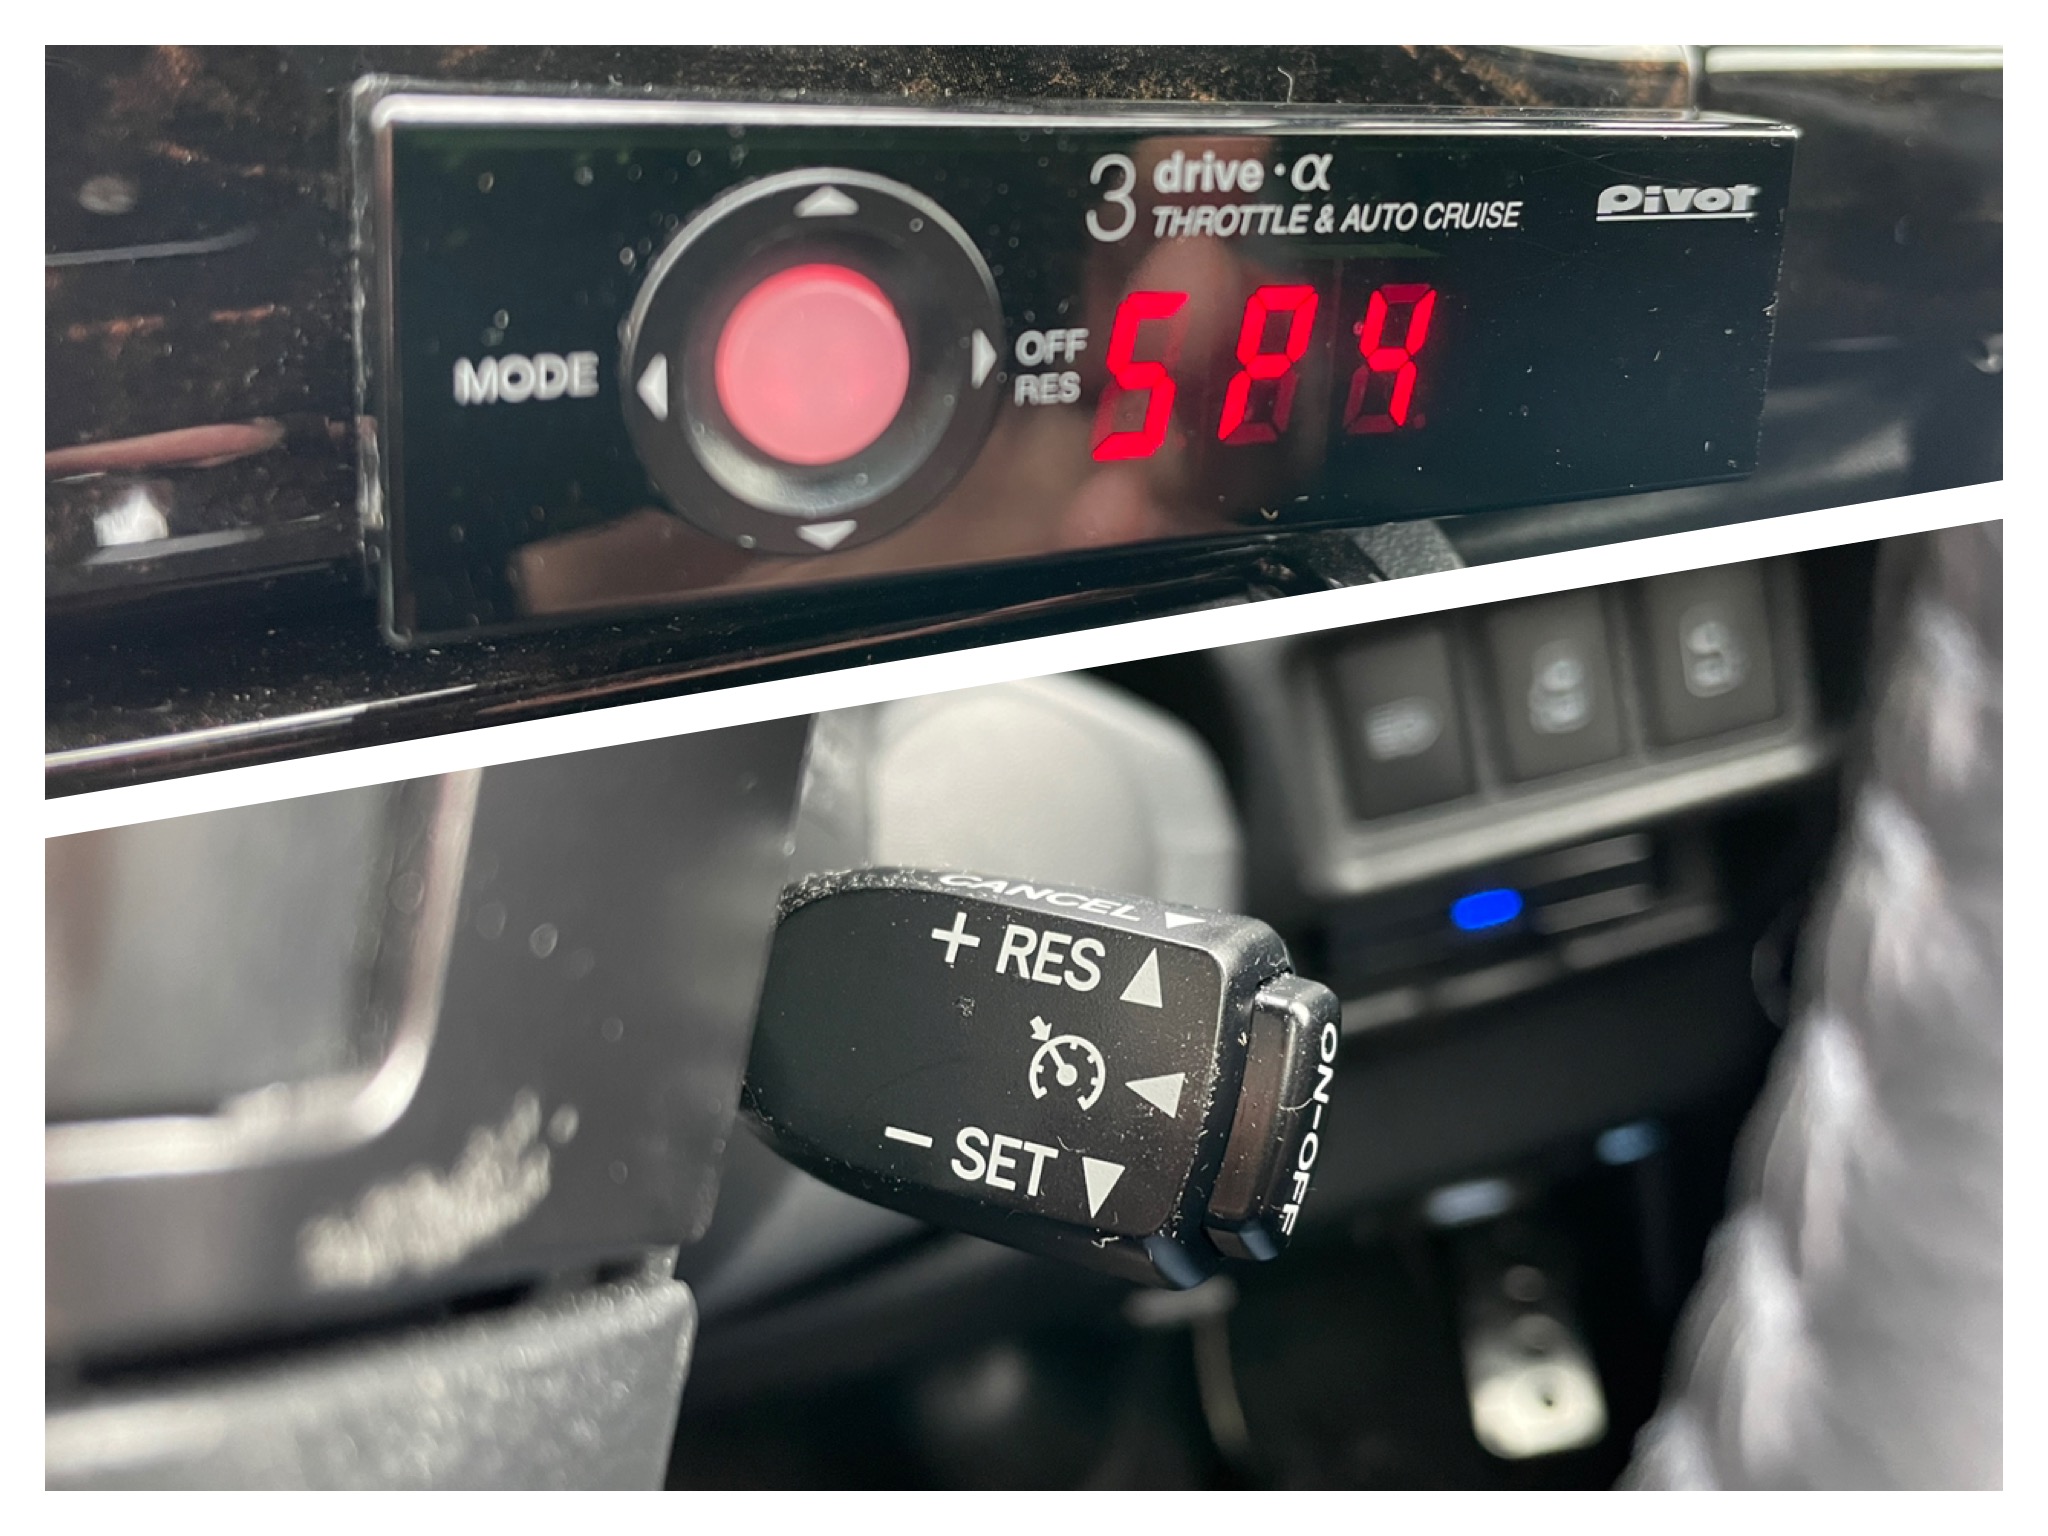 3 drive・α
THROTTLE & AUTO CRUISE
Pivot
MODE
OFF
RES
SP4
CANCEL ▼
+ RES ▲
◀
− SET ▼
ON-OFF